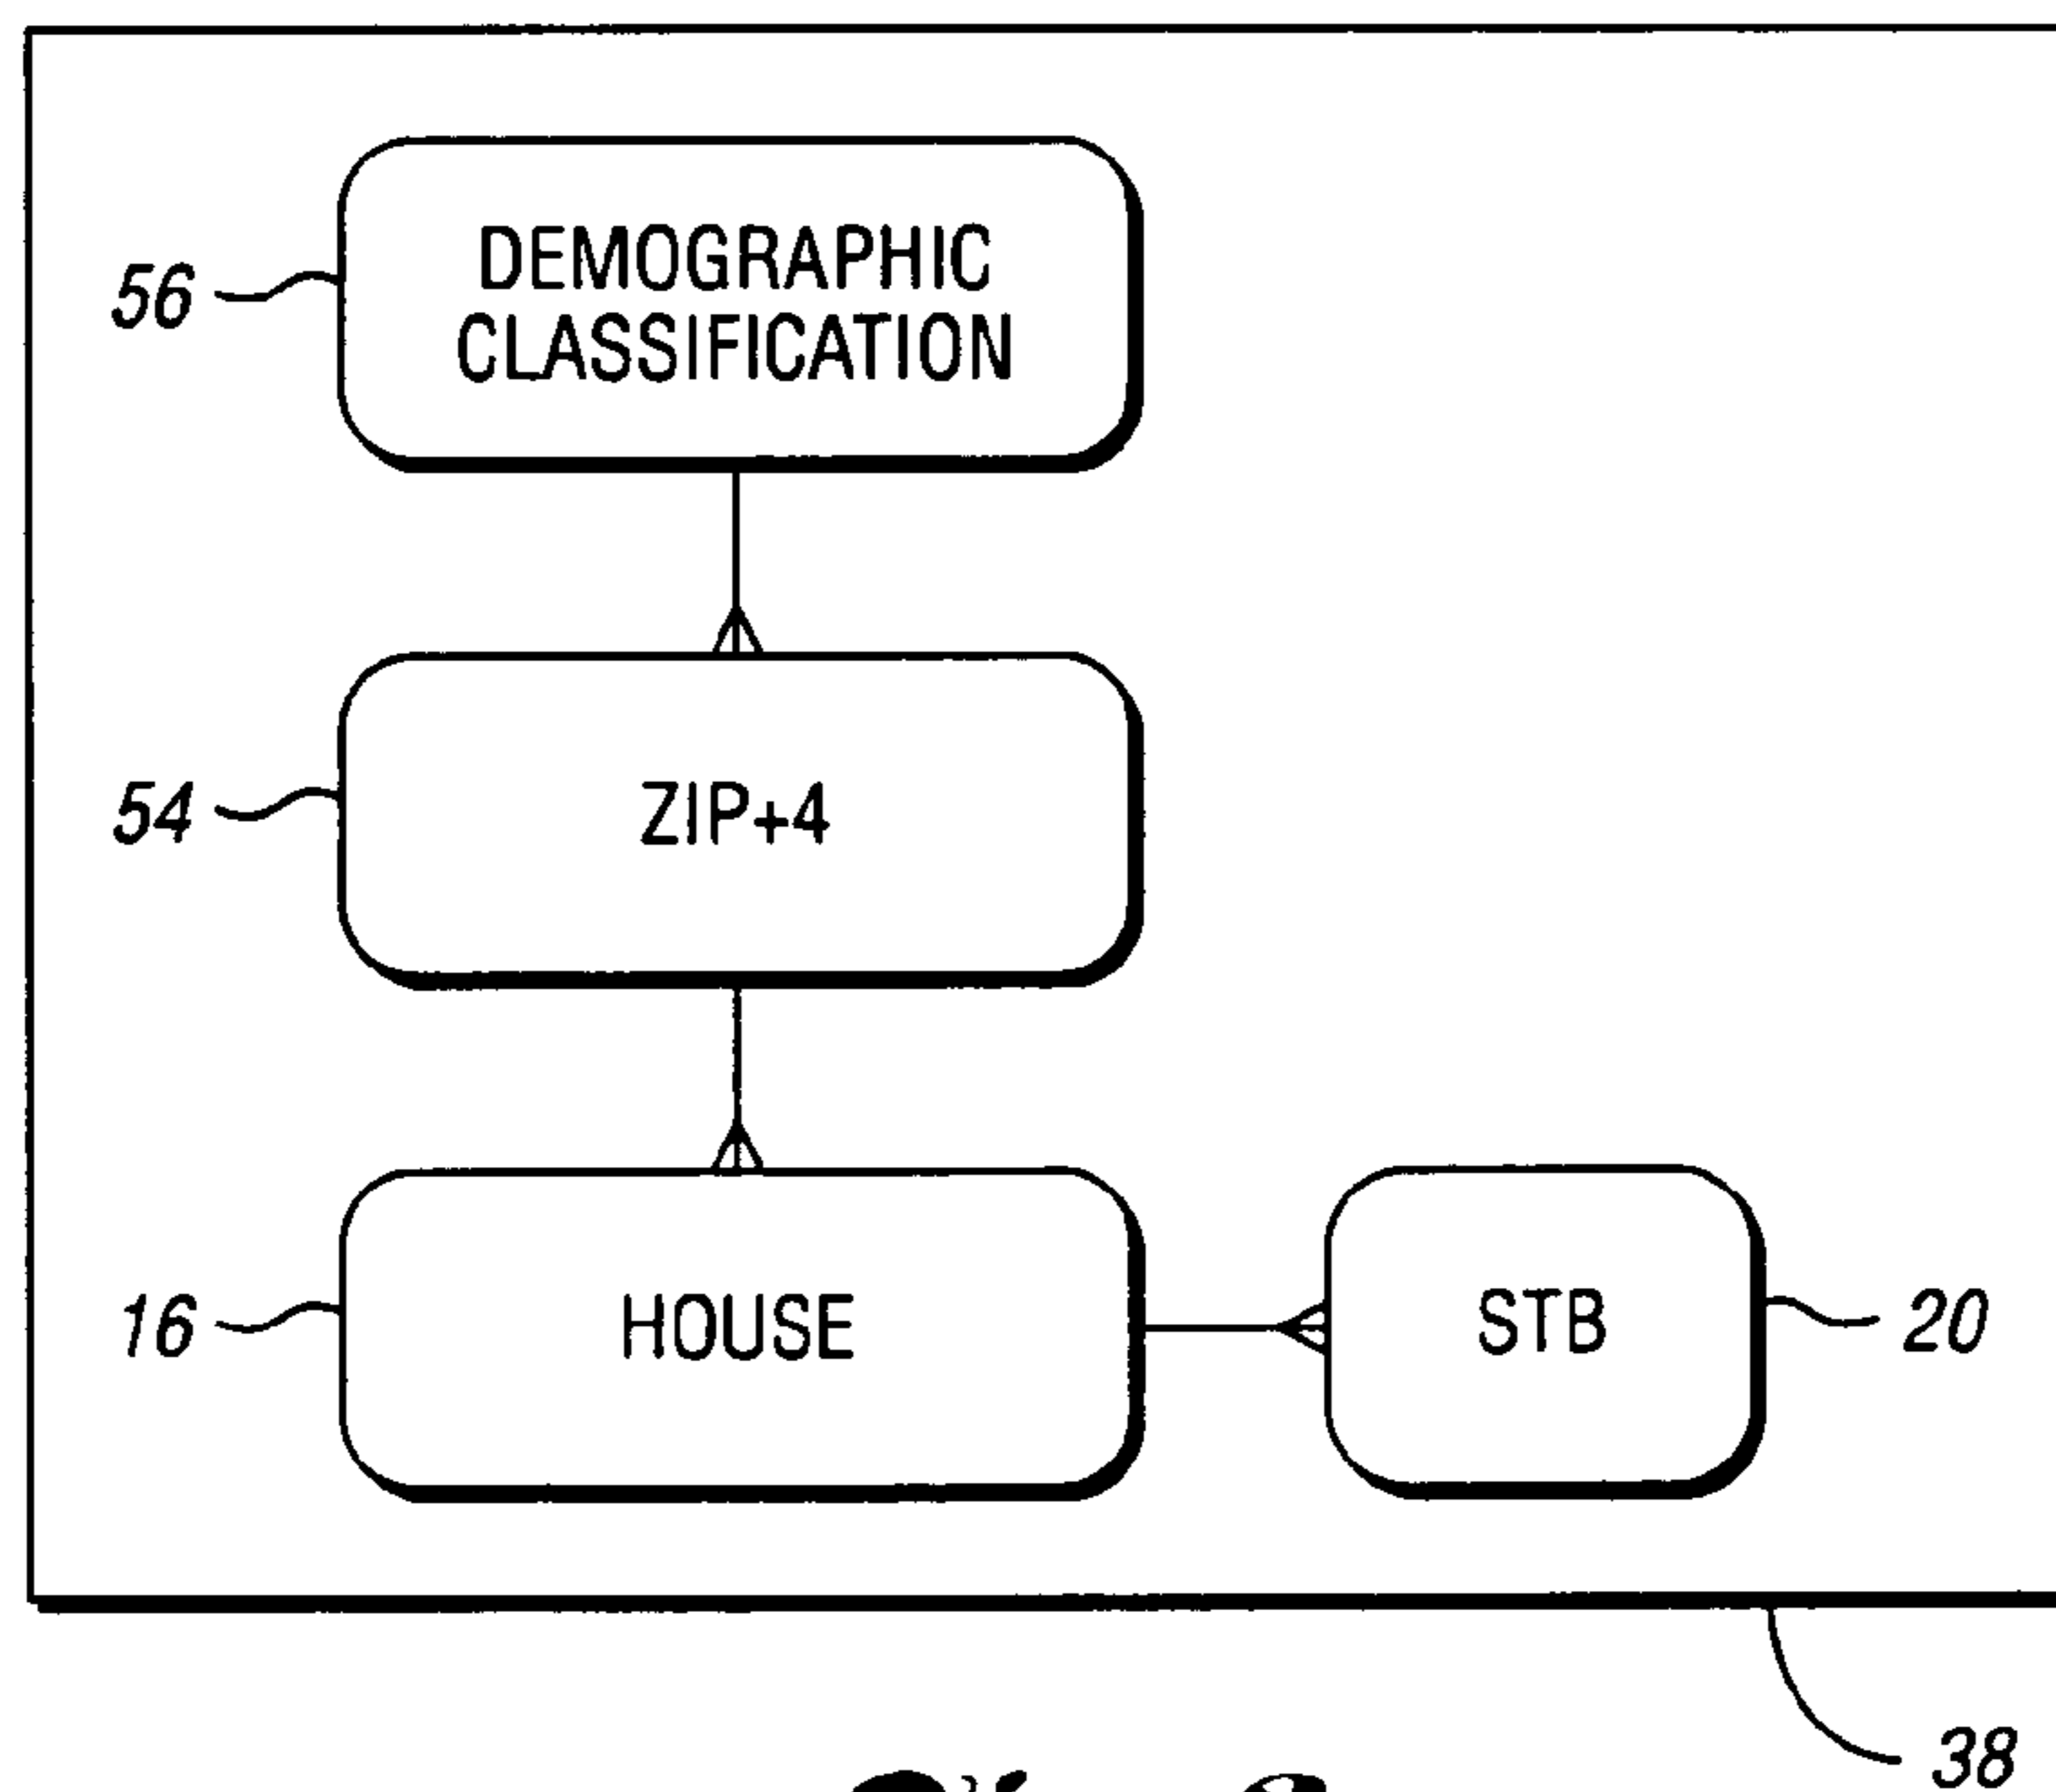 DEMOGRAPHIC
CLASSIFICATION
56
ZIP+4
54
HOUSE
16
STB
20
38